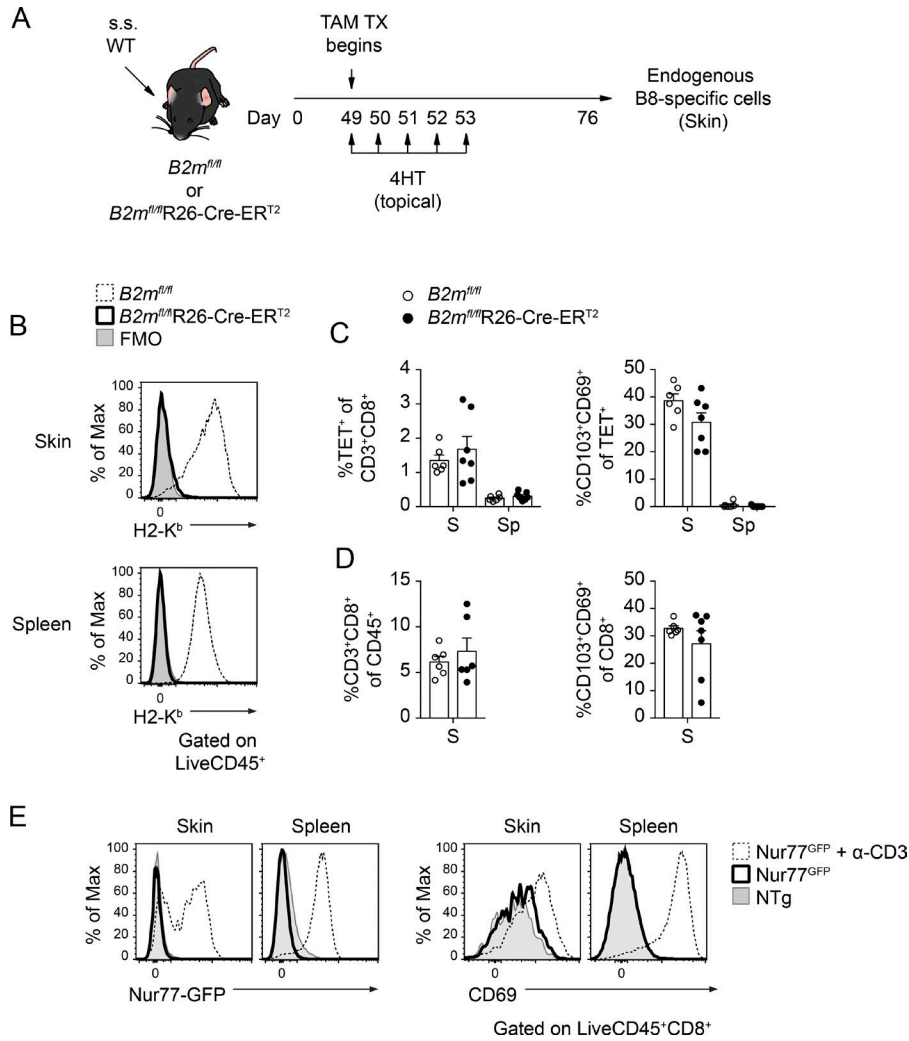 A
s.s.
WT
TAM TX
begins
Day 0 49 50 51 52 53 76
Endogenous
B8-specific cells
(Skin)
4HT
(topical)
B2m^fl/fl
or
B2m^fl/fl R26-Cre-ER^T2
B
B2m^fl/fl
B2m^fl/fl R26-Cre-ER^T2
FMO
Skin
% of Max
100
80
60
40
20
0
0
H2-K^b
Spleen
% of Max
100
80
60
40
20
0
0
H2-K^b
Gated on
LiveCD45⁺
B2m^fl/fl
B2m^fl/fl R26-Cre-ER^T2
C
%TET⁺ of
CD3⁺CD8⁺
4
3
2
1
0
S Sp
%CD103⁺CD69⁺
of TET⁺
50
40
30
20
10
0
S Sp
D
%CD3⁺CD8⁺
of CD45⁺
15
10
5
0
S
%CD103⁺CD69⁺
of CD8⁺
50
40
30
20
10
0
S
E
Skin Spleen
% of Max
100
80
60
40
20
0
0 0
Nur77-GFP
Skin Spleen
% of Max
100
80
60
40
20
0
0 0
CD69
Nur77^GFP + α-CD3
Nur77^GFP
NTg
Gated on LiveCD45⁺CD8⁺